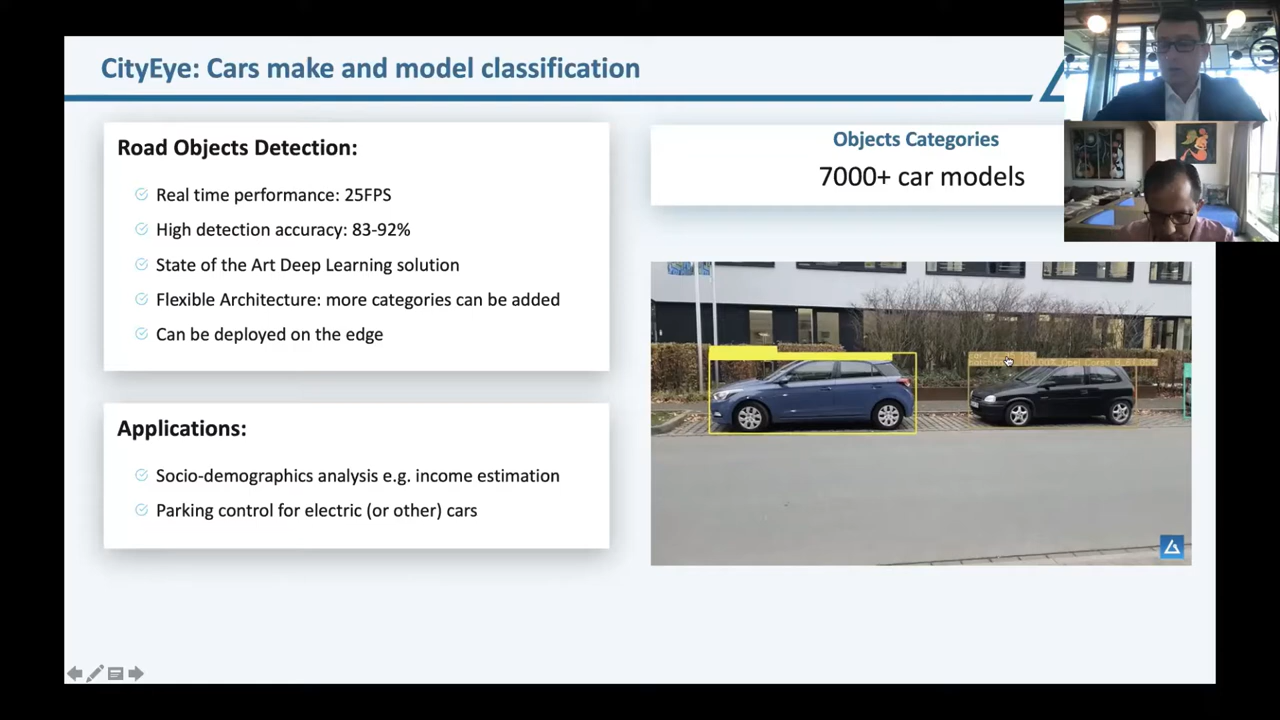 CityEye: Cars make and model classification
Road Objects Detection:
Real time performance: 25FPS
High detection accuracy: 83-92%
State of the Art Deep Learning solution
Flexible Architecture: more categories can be added
Can be deployed on the edge
Applications:
Socio-demographics analysis e.g. income estimation
Parking control for electric (or other) cars
Objects Categories
7000+ car models
Opel Corsa B